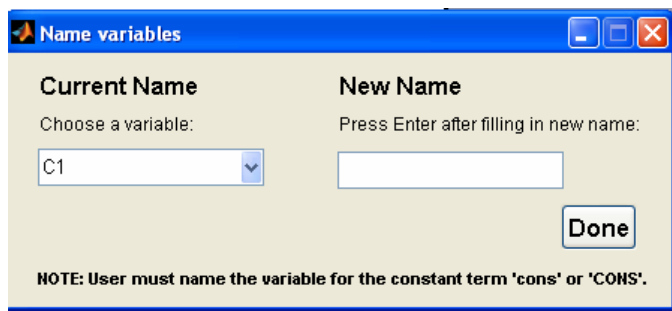 Name variables
Current Name
New Name
Choose a variable:
Press Enter after filling in new name:
C1
Done
NOTE: User must name the variable for the constant term 'cons' or 'CONS'.